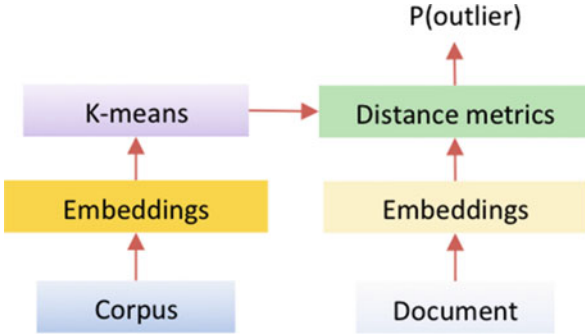 P(outlier)
K-means
Distance metrics
Embeddings
Embeddings
Corpus
Document